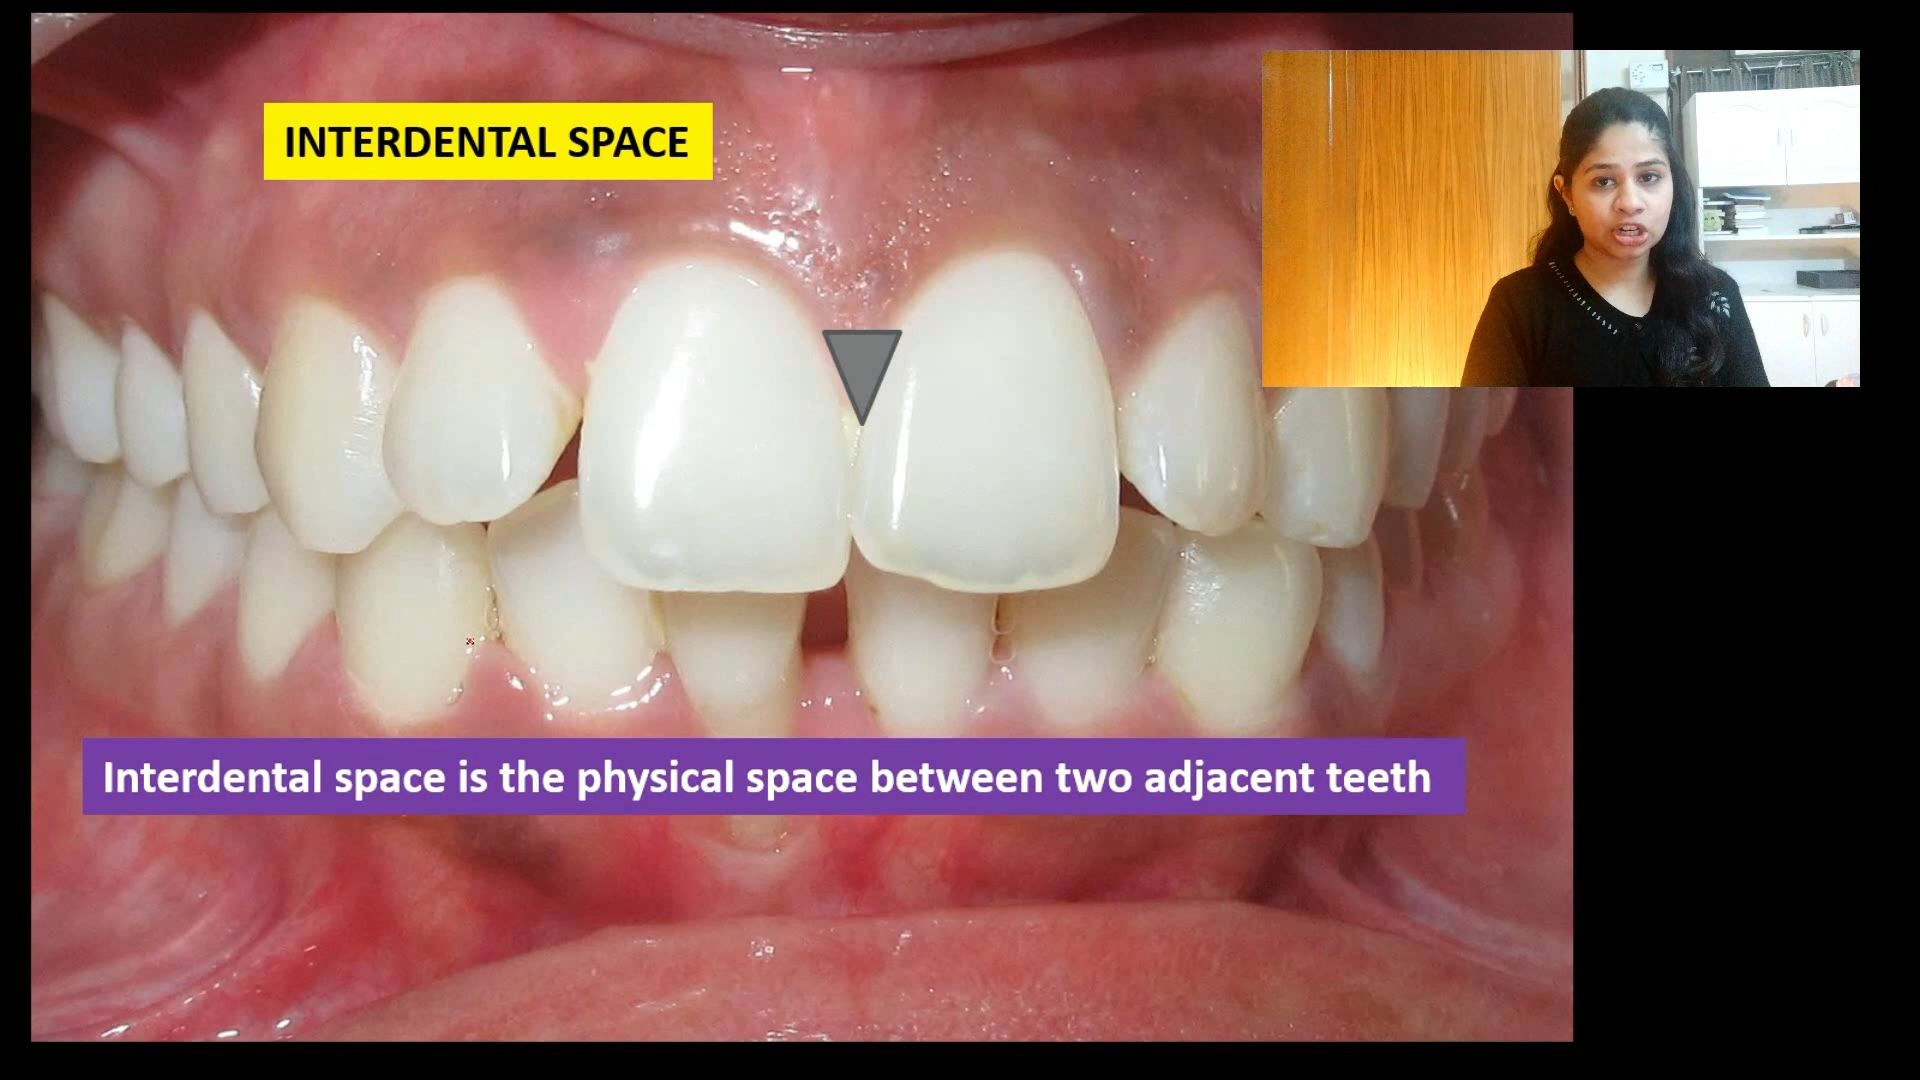 INTERDENTAL SPACE
Interdental space is the physical space between two adjacent teeth